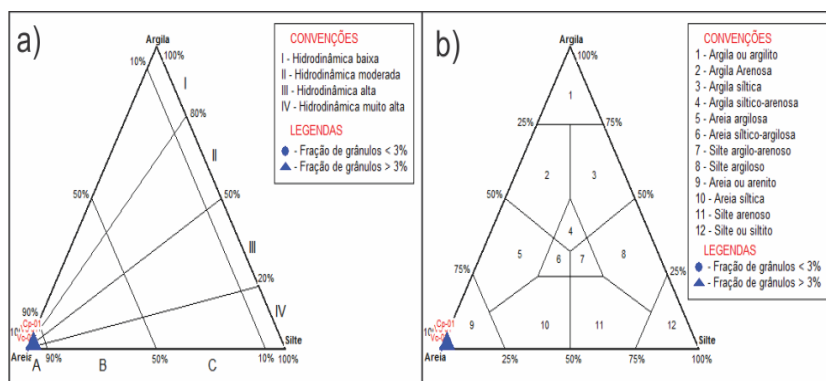 a)
Argila
100%
10%
I
80%
II
50%
50%
III
20%
IV
90%
Cp-01
Areia
90%
50%
10%
100%
Silte
A
B
C
CONVENÇÕES
I - Hidrodinâmica baixa
II - Hidrodinâmica moderada
III - Hidrodinâmica alta
IV - Hidrodinâmica muito alta
LEGENDAS
- Fração de grânulos < 3%
- Fração de grânulos > 3%
b)
Argila
100%
1
25%
75%
2
3
50%
50%
4
5
6
7
8
75%
25%
9
10
11
12
Cp-01
Areia
25%
50%
75%
100%
Silte
CONVENÇÕES
1 - Argila ou argilito
2 - Argila Arenosa
3 - Argila síltica
4 - Argila síltico-arenosa
5 - Areia argilosa
6 - Areia síltico-argilosa
7 - Silte argilo-arenoso
8 - Silte argiloso
9 - Areia ou arenito
10 - Areia síltica
11 - Silte arenoso
12 - Silte ou siltito
LEGENDAS
- Fração de grânulos < 3%
- Fração de grânulos > 3%